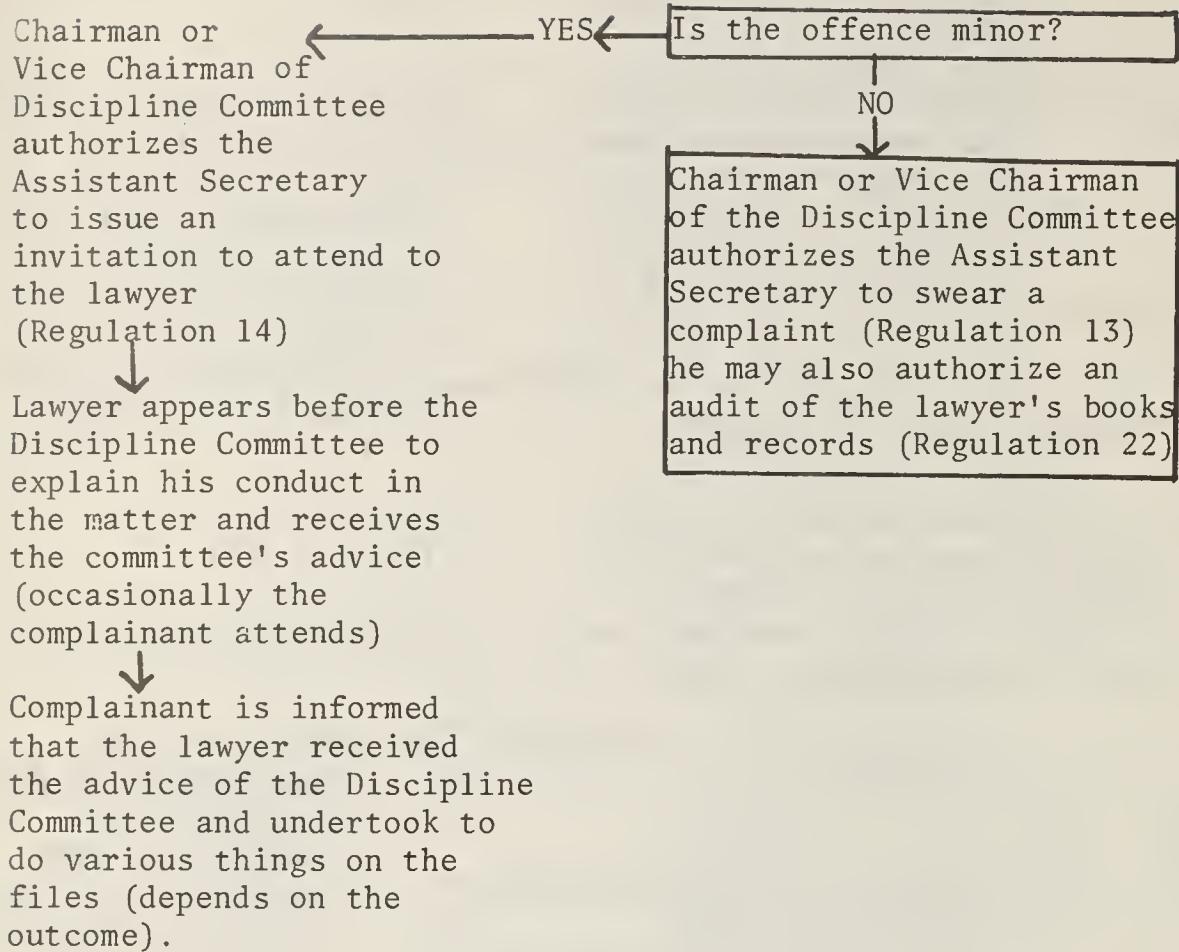 Is the offence minor?
YES
Chairman or
Vice Chairman of
Discipline Committee
authorizes the
Assistant Secretary
to issue an
invitation to attend to
the lawyer
(Regulation 14)
Lawyer appears before the
Discipline Committee to
explain his conduct in
the matter and receives
the committee's advice
(occasionally the
complainant attends)
Complainant is informed
that the lawyer received
the advice of the Discipline
Committee and undertook to
do various things on the
files (depends on the
outcome).
NO
Chairman or Vice Chairman
of the Discipline Committee
authorizes the Assistant
Secretary to swear a
complaint (Regulation 13)
he may also authorize an
audit of the lawyer's books
and records (Regulation 22)